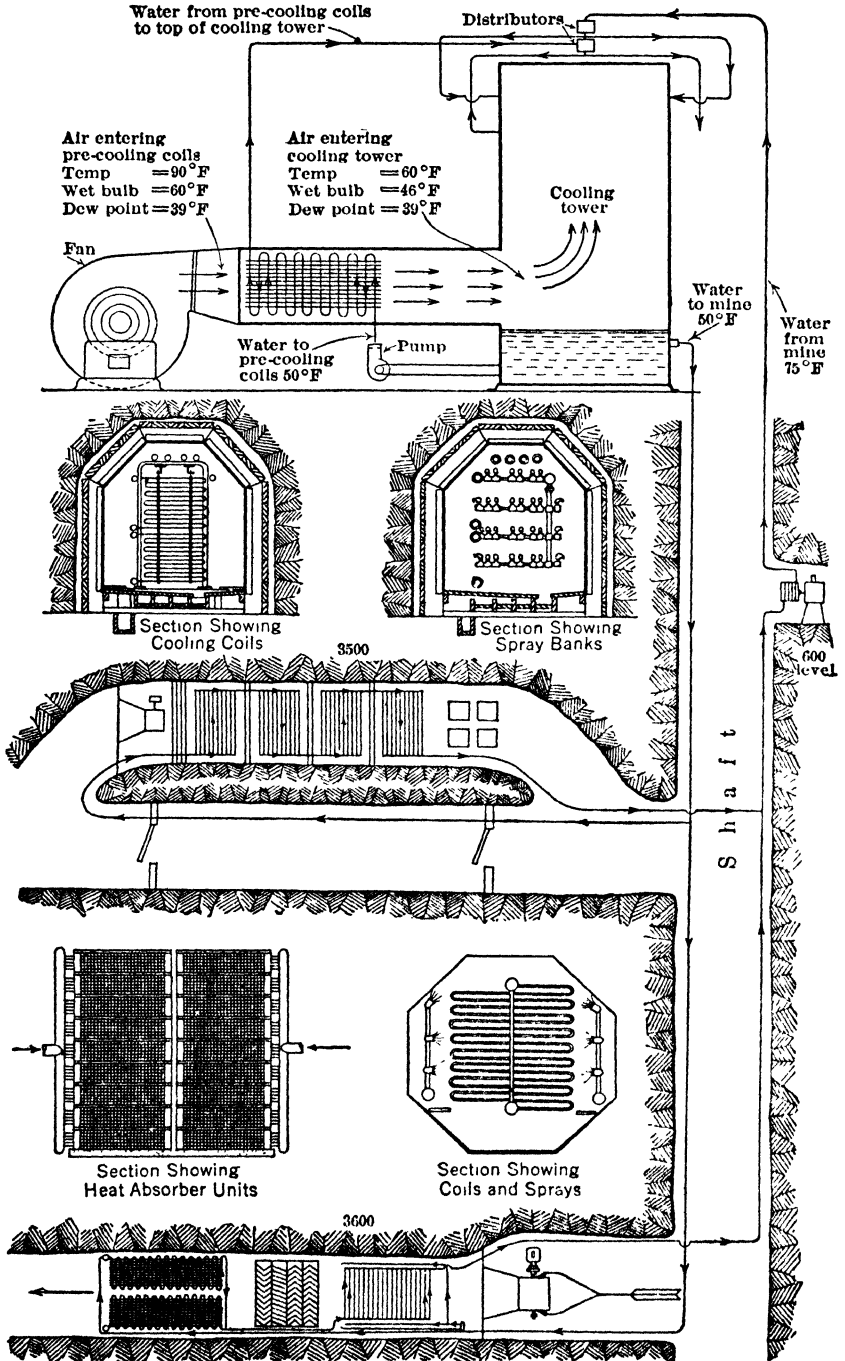 Water from pre-cooling coils
to top of cooling tower
Distributors
Air entering
pre-cooling coils
Temp =90°F
Wet bulb =60°F
Dew point =39°F
Air entering
cooling tower
Temp =60°F
Wet bulb =46°F
Dew point =39°F
Cooling
tower
Fan
Water
to mine
50°F
Water
from
mine
75°F
Water to
pre-cooling
coils 50°F
Pump
Section Showing
Cooling Coils
Section Showing
Spray Banks
600
level
3500
Shaft
Section Showing
Heat Absorber Units
Section Showing
Coils and Sprays
3600